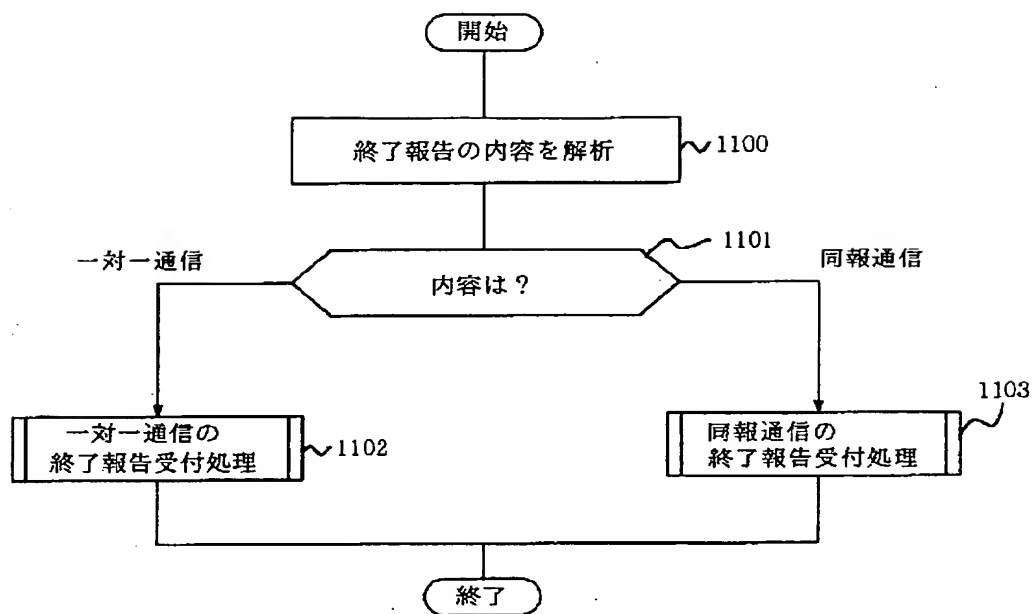 開始
終了報告の内容を解析
1100
1101
一対一通信
内容は？
同報通信
1103
一対一通信の
終了報告受付処理
1102
同報通信の
終了報告受付処理
終了